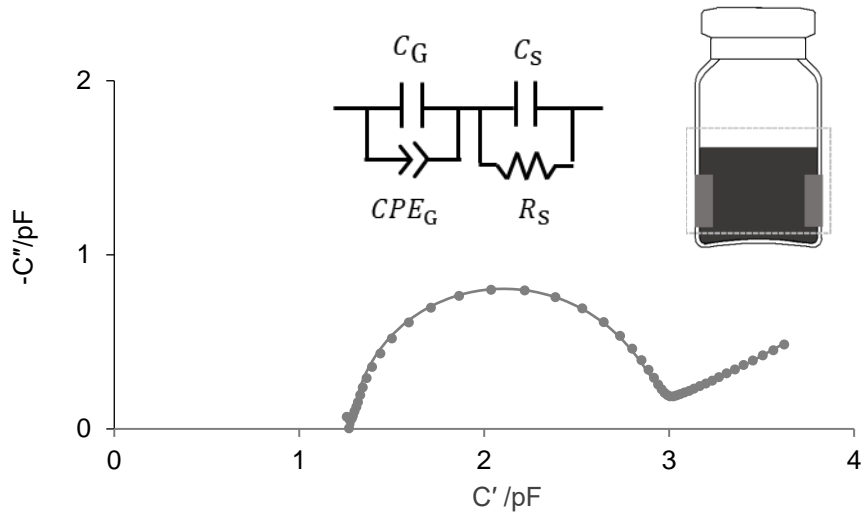 C_G C_S
CPE_G R_S
-C″/pF
2
1
0
0 1 2 3 4
C′ /pF